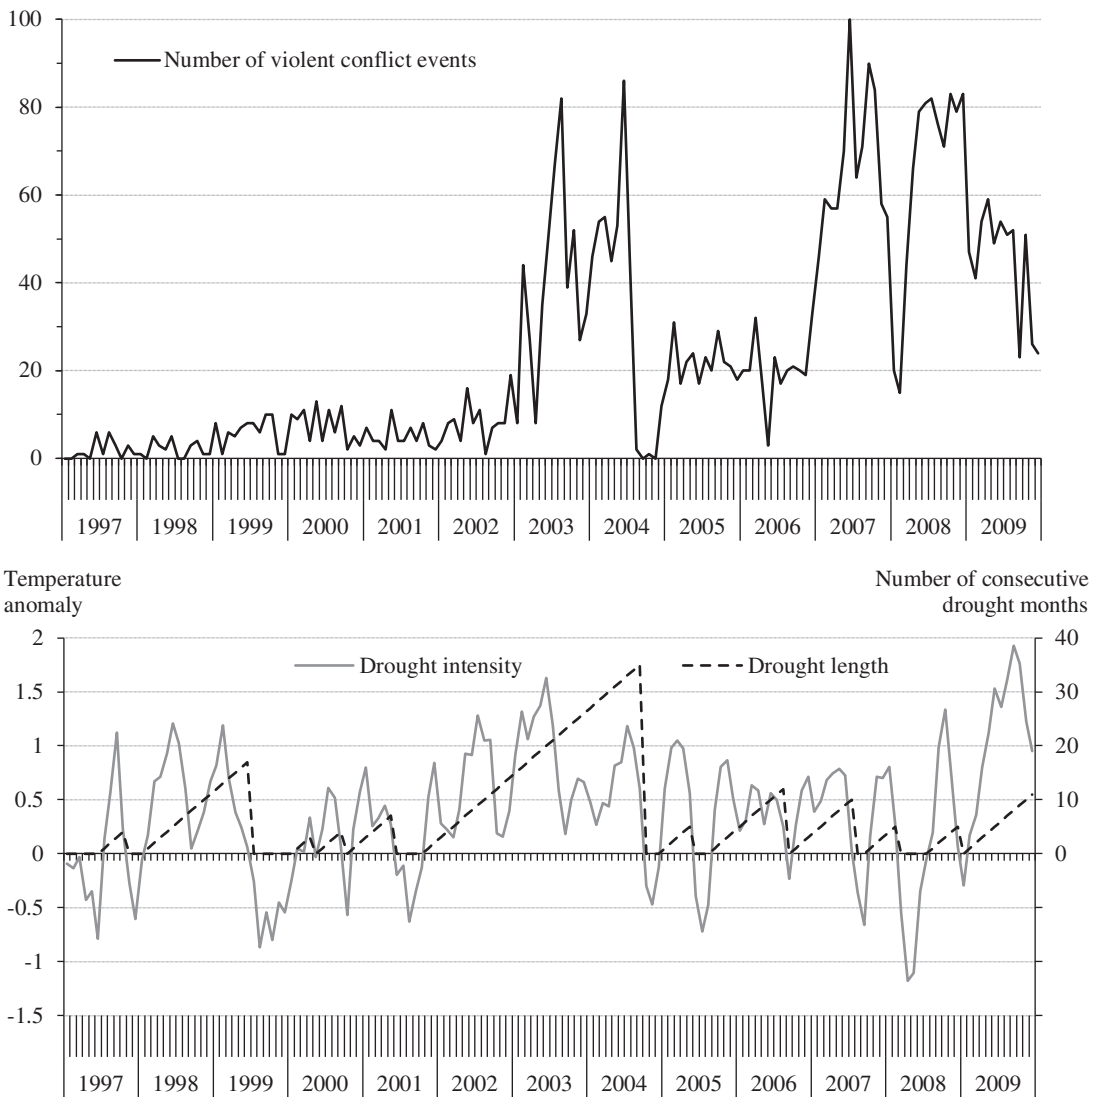 100
Number of violent conflict events
80
60
40
20
0
1997 1998 1999 2000 2001 2002 2003 2004 2005 2006 2007 2008 2009
Temperature
anomaly
Number of consecutive
drought months
2 40
Drought intensity Drought length
1.5 30
1 20
0.5 10
0 0
-0.5
-1
-1.5
1997 1998 1999 2000 2001 2002 2003 2004 2005 2006 2007 2008 2009